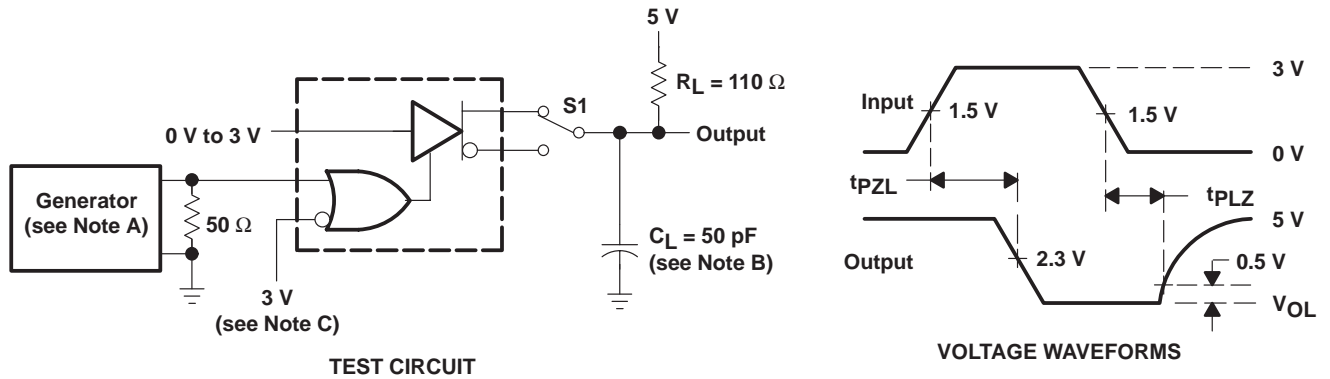 5 V
RL = 110 Ω
S1
0 V to 3 V
Output
Generator
(see Note A)
50 Ω
CL = 50 pF
(see Note B)
3 V
(see Note C)
TEST CIRCUIT
3 V
Input
1.5 V
1.5 V
0 V
tPZL
tPLZ
5 V
Output
2.3 V
0.5 V
VOL
VOLTAGE WAVEFORMS